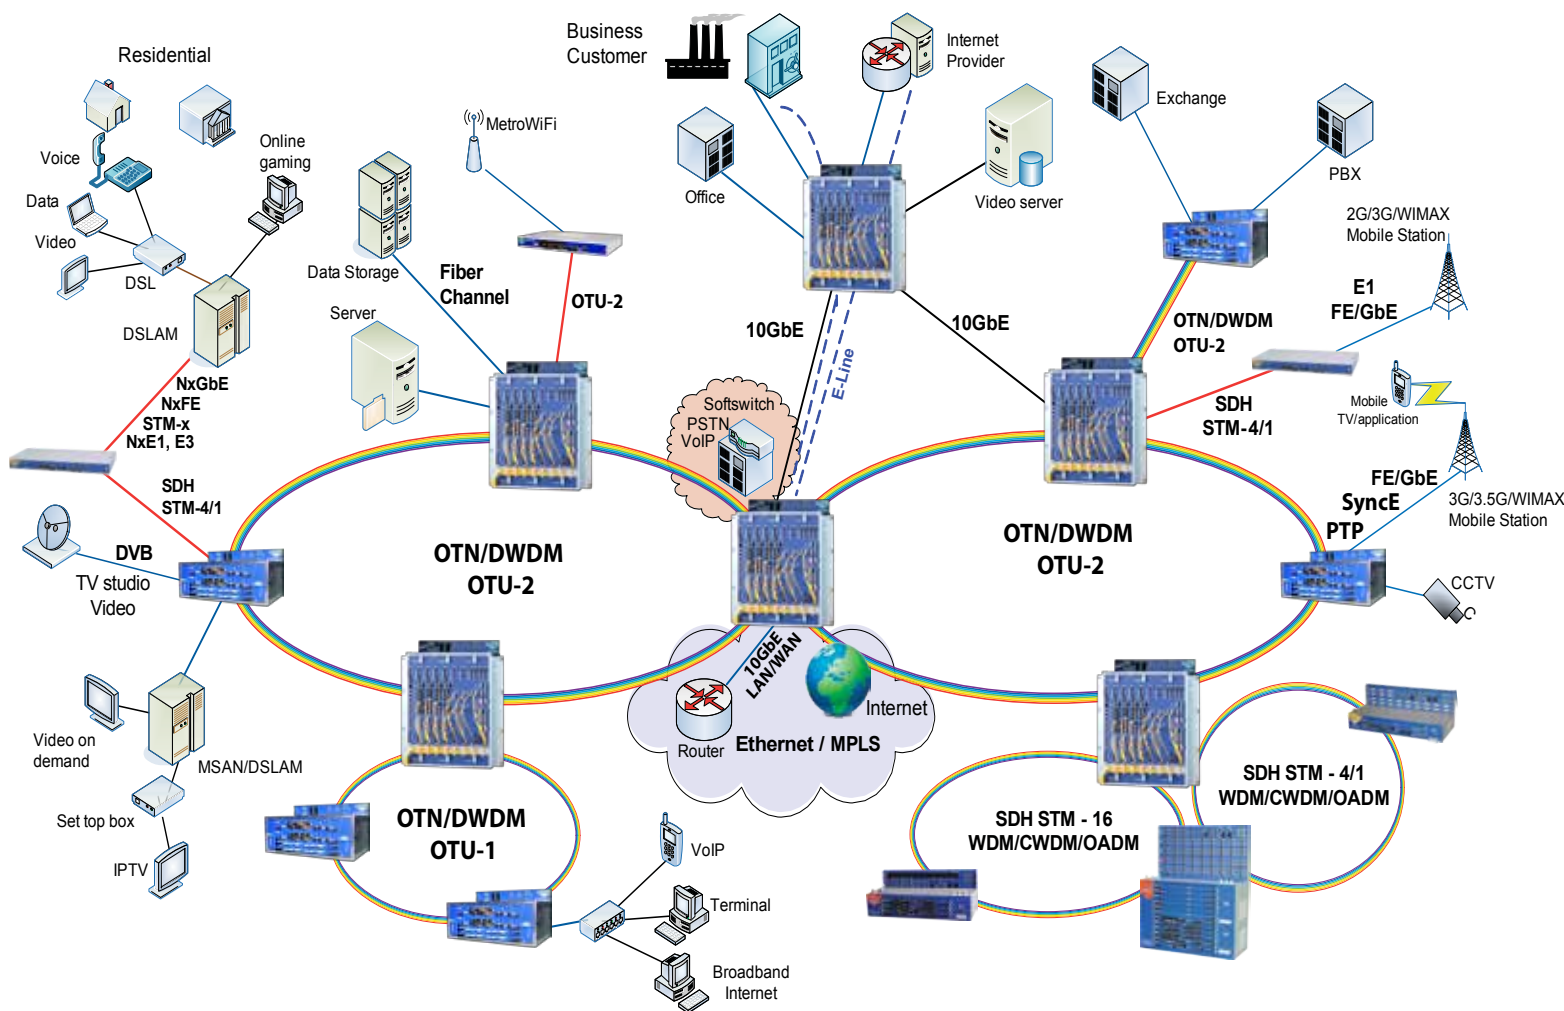 Residential
Voice
Data
Video
DSL
Online
gaming
DSLAM
NxGbE
NxFE
STM-x
NxE1, E3
SDH
STM-4/1
DVB
TV studio
Video
Video on
demand
MSAN/DSLAM
Set top box
IPTV
MetroWiFi
Data Storage
Fiber
Channel
OTU-2
Server
Business
Customer
Internet
Provider
Office
Video server
10GbE
E-Line
10GbE
Exchange
PBX
OTN/DWDM
OTU-2
2G/3G/WIMAX
Mobile Station
E1
FE/GbE
SDH
STM-4/1
Mobile
TV/application
FE/GbE
SyncE
PTP
3G/3.5G/WIMAX
Mobile Station
CCTV
Softswitch
PSTN
VoIP
OTN/DWDM
OTU-2
OTN/DWDM
OTU-2
10GbE
LAN/WAN
Router
Internet
Ethernet / MPLS
OTN/DWDM
OTU-1
VoIP
Terminal
Broadband
Internet
SDH STM - 16
WDM/CWDM/OADM
SDH STM - 4/1
WDM/CWDM/OADM